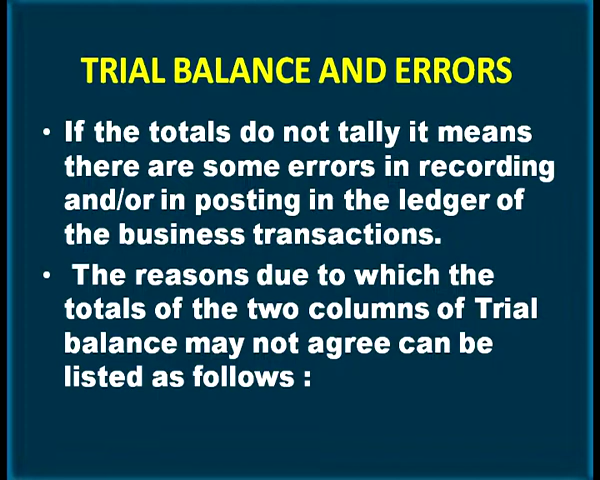 TRIAL BALANCE AND ERRORS
• If the totals do not tally it means
there are some errors in recording
and/or in posting in the ledger of
the business transactions.
• The reasons due to which the
totals of the two columns of Trial
balance may not agree can be
listed as follows :